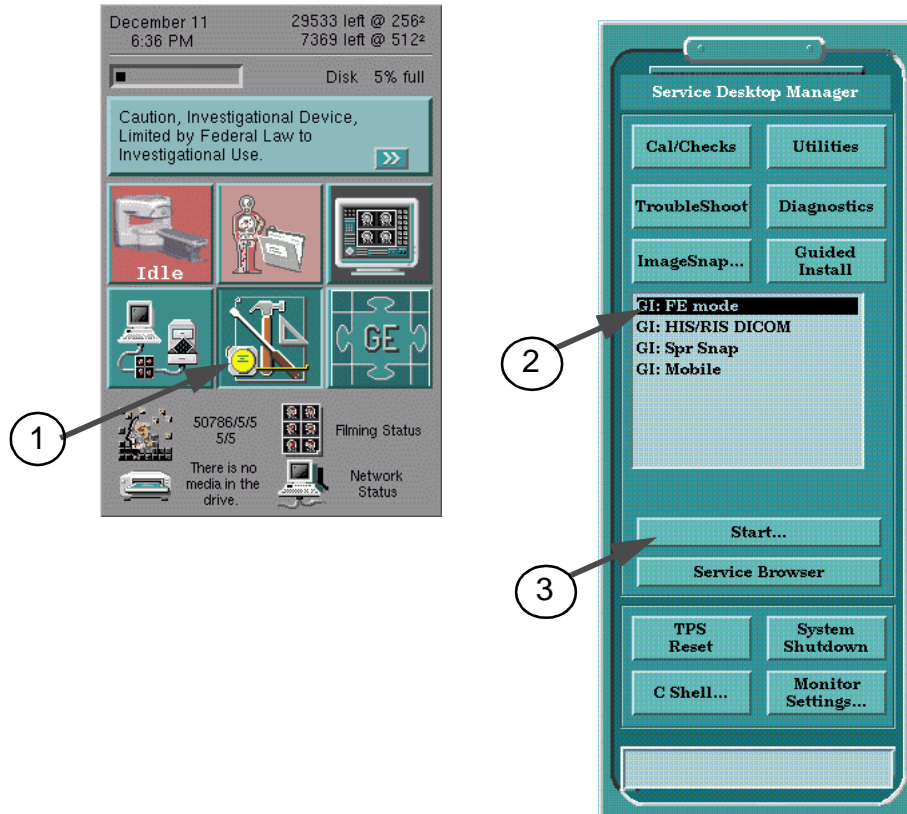 December 11
6:36 PM
29533 left @ 256²
7369 left @ 512²
Disk 5% full
Caution, Investigational Device,
Limited by Federal Law to
Investigational Use.
>>
Idle
GE
50786/5/5
5/5
Filming Status
There is no
media in the
drive.
Network
Status
1
Service Desktop Manager
Cal/Checks
Utilities
TroubleShoot
Diagnostics
ImageSnap...
Guided
Install
GI: FE mode
GI: HIS/RIS DICOM
GI: Spr Snap
GI: Mobile
2
Start...
3
Service Browser
TPS
Reset
System
Shutdown
C Shell...
Monitor
Settings...